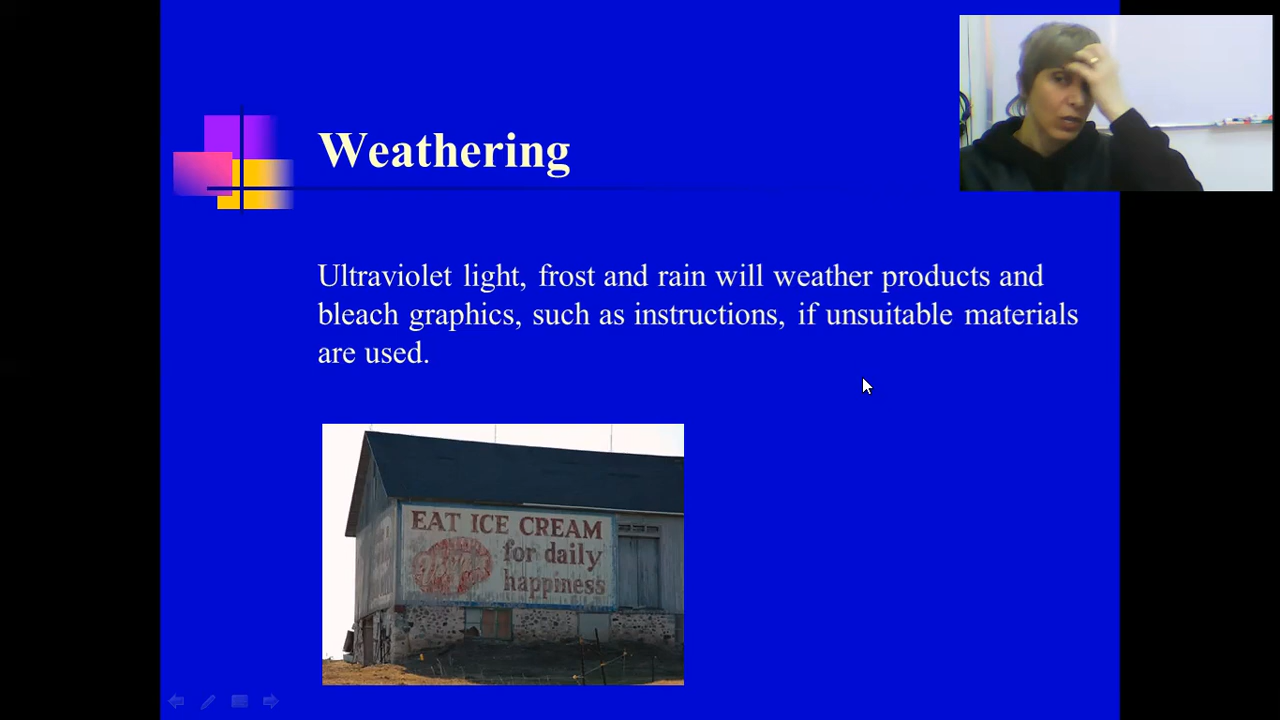 Weathering
Ultraviolet light, frost and rain will weather products and
bleach graphics, such as instructions, if unsuitable materials
are used.
EAT ICE CREAM
for daily
happiness